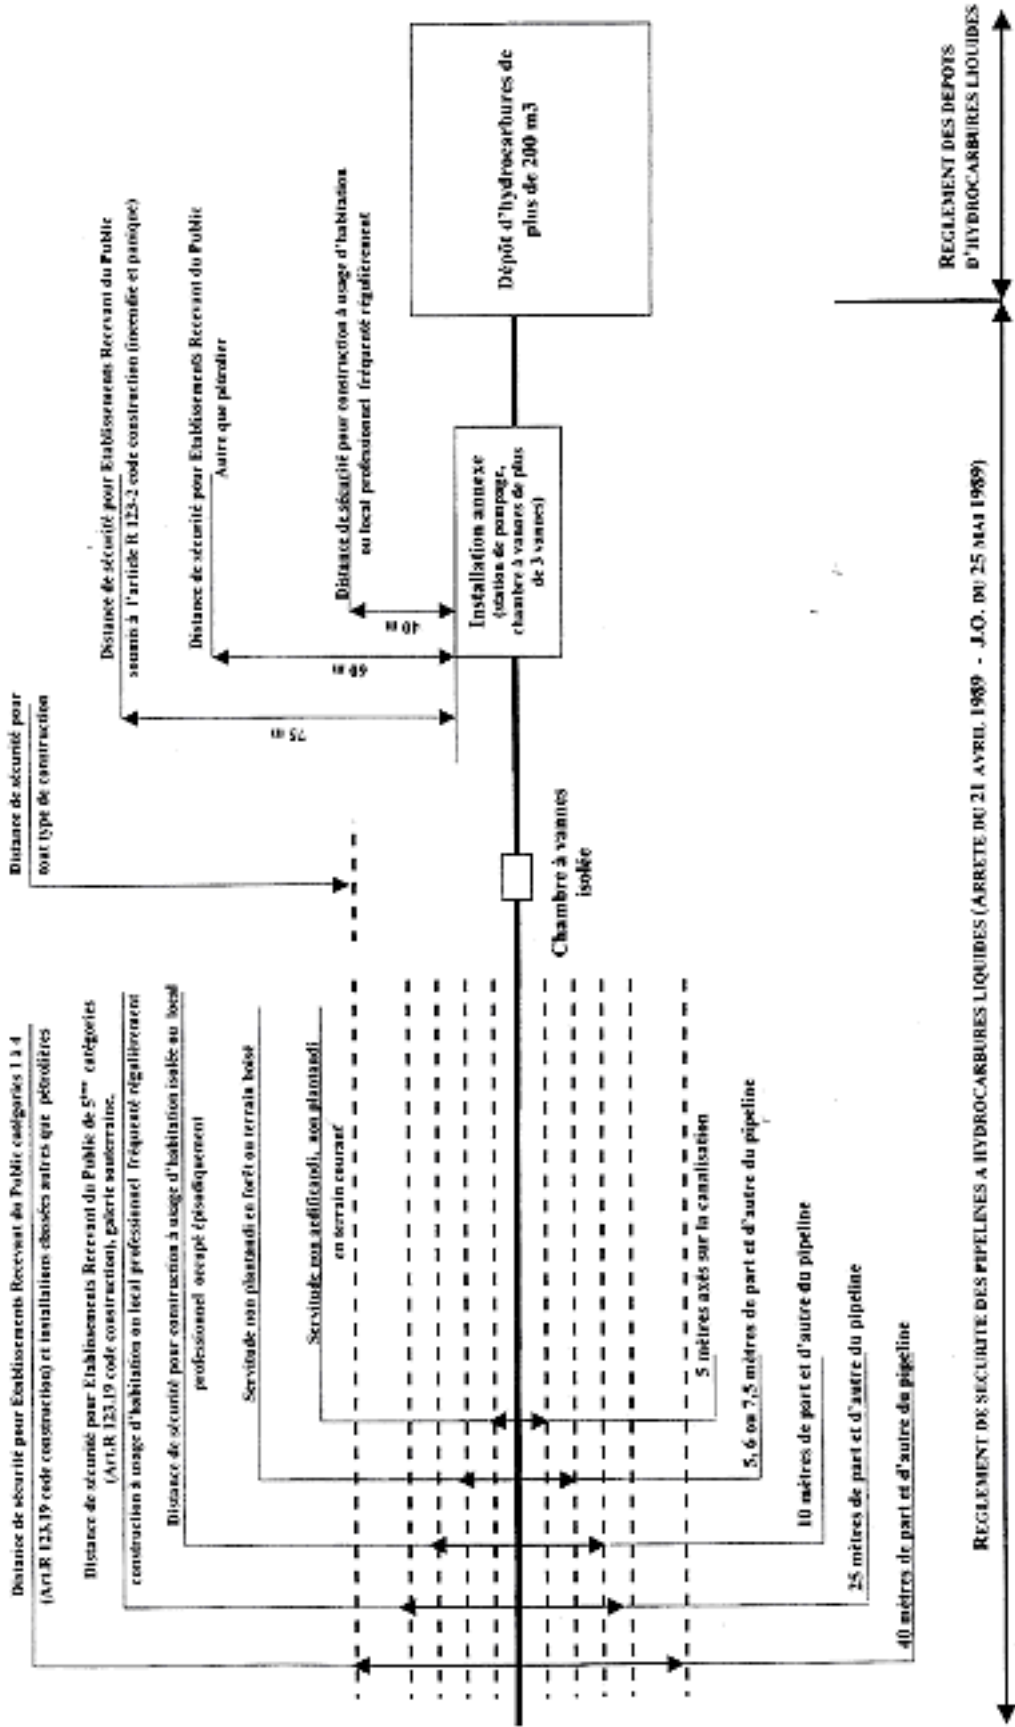 Distance de sécurité pour Etablissements Recevant du Public catégories 1 à 4
(Art.R 123.19 code construction) et installations classées autres que pétrolières
Distance de sécurité pour Etablissements Recevant du Public de 5ème catégories
(Art.R 123.19 code construction), galerie souterraine,
construction à usage d'habitation ou local professionnel fréquenté régulièrement
Distance de sécurité pour construction à usage d'habitation isolée ou local
professionnel occupé épisodiquement
Servitude non plantandi en forêt ou terrain boisé
Servitude non aedificandi, non plantandi
en terrain courant
Distance de sécurité pour
tout type de construction
Distance de sécurité pour Etablissements Recevant du Public
soumis à l'article R 123-2 code construction (incendie et panique)
Distance de sécurité pour Etablissements Recevant du Public
Autre que pétrolier
Distance de sécurité pour construction à usage d'habitation
ou local professionnel fréquenté régulièrement
75 m
60 m
40 m
Chambre à vannes
isolée
Installation annexe
(station de pompage,
chambre à vannes de plus
de 3 vannes)
Dépôt d'hydrocarbures de
plus de 200 m3
5 mètres axés sur la canalisation
5, 6 ou 7,5 mètres de part et d'autre du pipeline
10 mètres de part et d'autre du pipeline
25 mètres de part et d'autre du pipeline
40 mètres de part et d'autre du pipeline
REGLEMENT DE SECURITE DES PIPELINES A HYDROCARBURES LIQUIDES (ARRETE DU 21 AVRIL 1989 - J.O. DU 25 MAI 1989)
REGLEMENT DES DEPOTS
D'HYDROCARBURES LIQUIDES